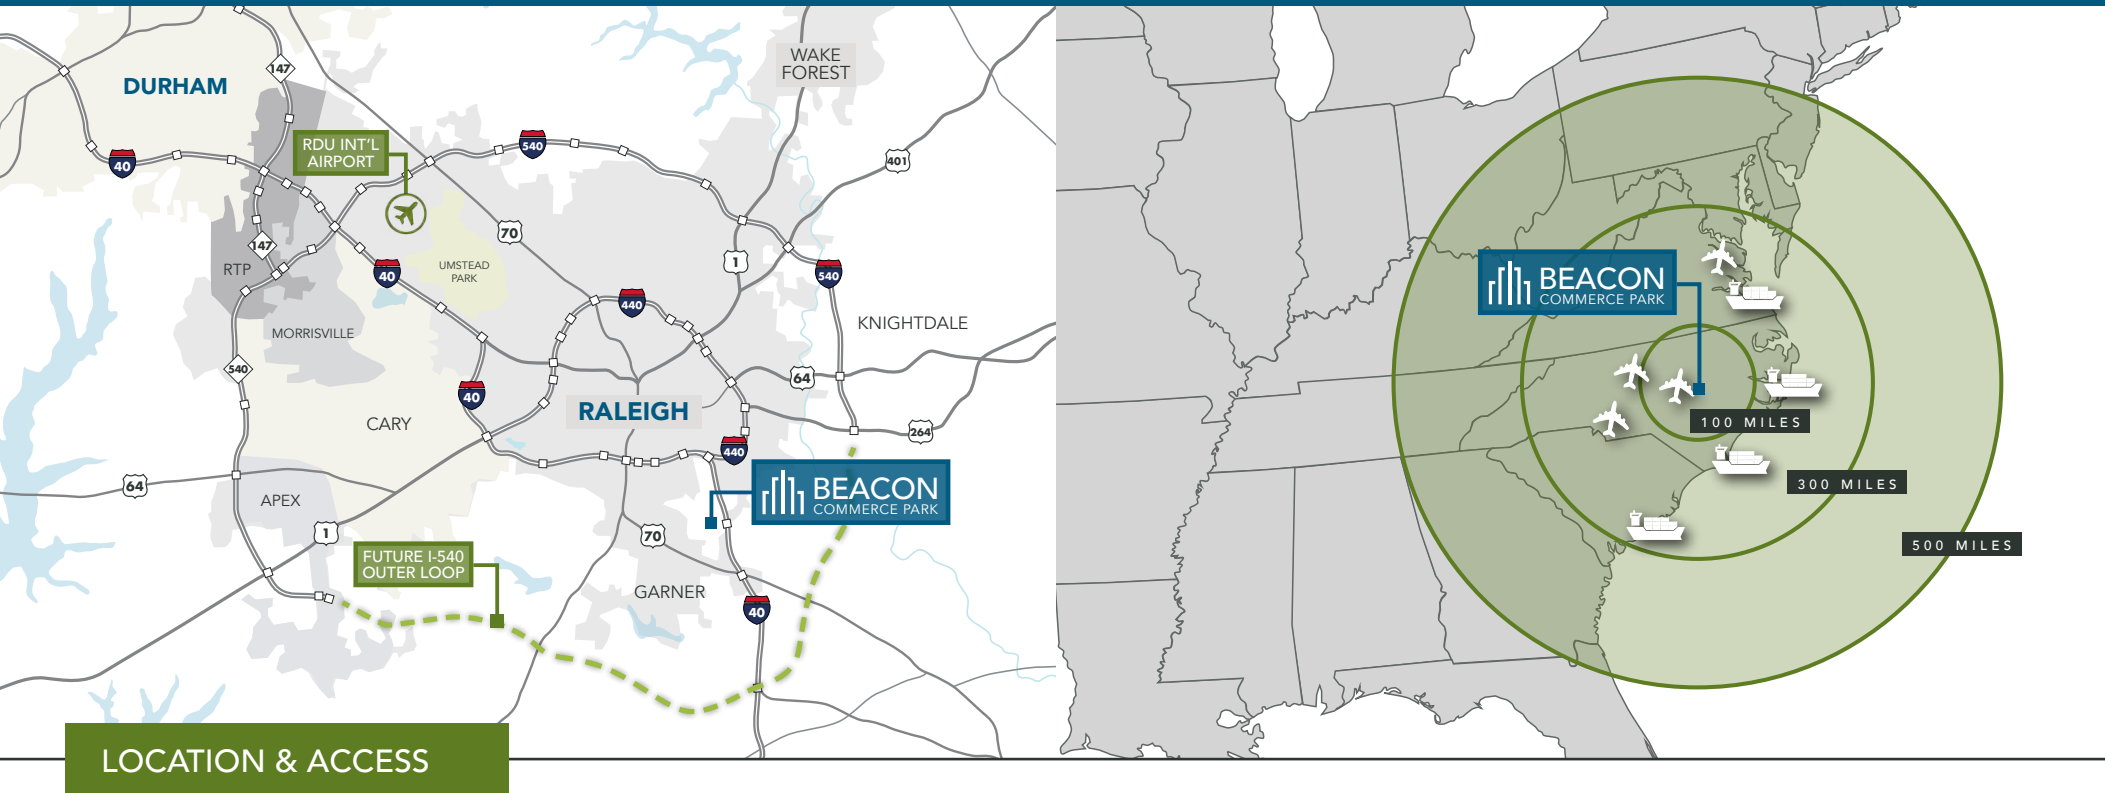 WAKE
FOREST
147
DURHAM
RDU INT'L
AIRPORT
540
40
401
70
147
1
RTP
40
UMSTEAD
PARK
540
440
KNIGHTDALE
MORRISVILLE
540
64
40
RALEIGH
CARY
264
440
64
APEX
BEACON
COMMERCE PARK
1
70
FUTURE I-540
OUTER LOOP
GARNER
40
BEACON
COMMERCE PARK
100 MILES
300 MILES
500 MILES
LOCATION & ACCESS